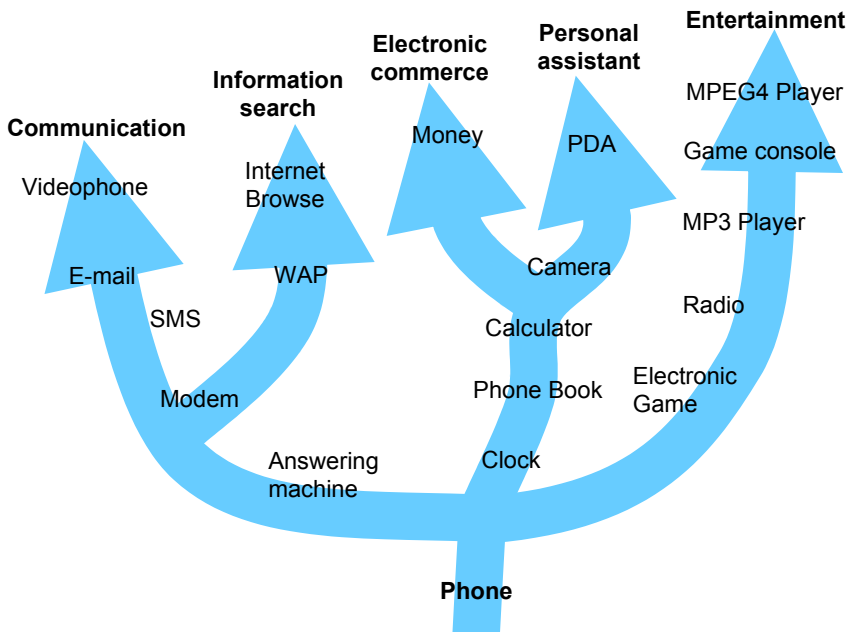 Communication
Videophone
E-mail
SMS
Modem
Answering
machine
Information
search
Internet
Browse
WAP
Electronic
commerce
Money
Personal
assistant
PDA
Camera
Calculator
Phone Book
Clock
Entertainment
MPEG4 Player
Game console
MP3 Player
Radio
Electronic
Game
Phone